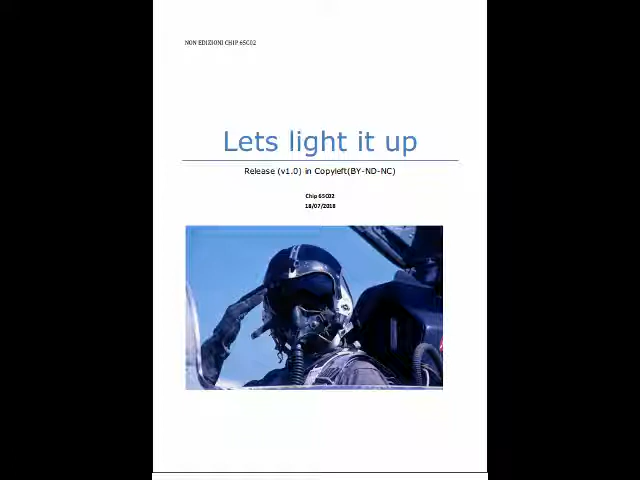 NON EDIZIONI CHIP 65C02
Lets light it up
Release (v1.0) in Copyleft(BY-ND-NC)
Chip 65C02
18/07/2018